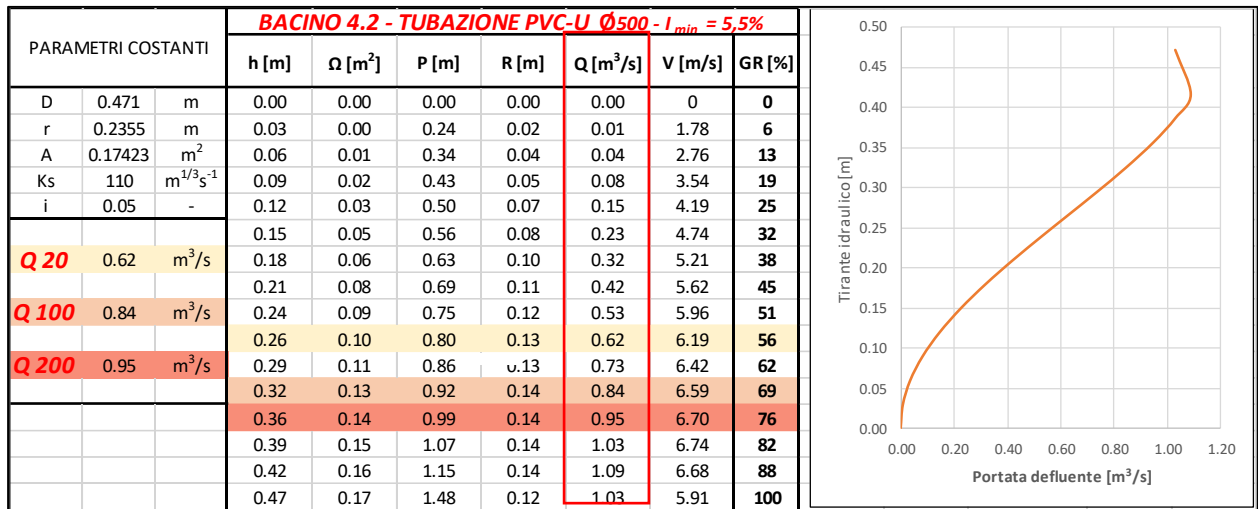 BACINO 4.2 - TUBAZIONE PVC-U Ø500 - I min = 5,5%
PARAMETRI COSTANTI
h [m] Ω [m²] P [m] R [m] Q [m³/s] V [m/s] GR [%]
D 0.471 m 0.00 0.00 0.00 0.00 0.00 0 0
r 0.2355 m 0.03 0.00 0.24 0.02 0.01 1.78 6
A 0.17423 m² 0.06 0.01 0.34 0.04 0.04 2.76 13
Ks 110 m^1/3 s^-1 0.09 0.02 0.43 0.05 0.08 3.54 19
i 0.05 - 0.12 0.03 0.50 0.07 0.15 4.19 25
0.15 0.05 0.56 0.08 0.23 4.74 32
Q 20 0.62 m³/s 0.18 0.06 0.63 0.10 0.32 5.21 38
0.21 0.08 0.69 0.11 0.42 5.62 45
Q 100 0.84 m³/s 0.24 0.09 0.75 0.12 0.53 5.96 51
0.26 0.10 0.80 0.13 0.62 6.19 56
Q 200 0.95 m³/s 0.29 0.11 0.86 0.13 0.73 6.42 62
0.32 0.13 0.92 0.14 0.84 6.59 69
0.36 0.14 0.99 0.14 0.95 6.70 76
0.39 0.15 1.07 0.14 1.03 6.74 82
0.42 0.16 1.15 0.14 1.09 6.68 88
0.47 0.17 1.48 0.12 1.03 5.91 100
Tirante idraulico [m]
0.50
0.45
0.40
0.35
0.30
0.25
0.20
0.15
0.10
0.05
0.00
0.00 0.20 0.40 0.60 0.80 1.00 1.20
Portata defluente [m³/s]